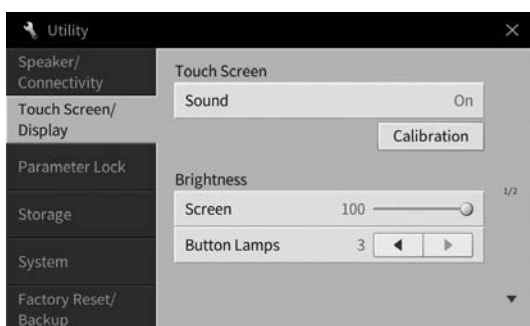 Utility
Speaker/
Connectivity
Touch Screen/
Display
Parameter Lock
Storage
System
Factory Reset/
Backup
Touch Screen
Sound On
Calibration
Brightness
Screen 100
Button Lamps 3
1/2